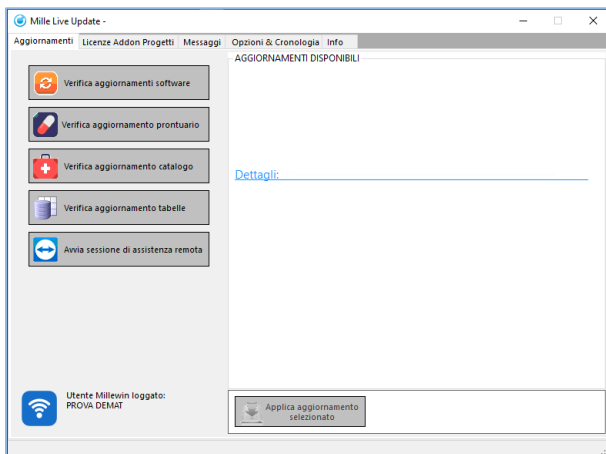 Mille Live Update -
Aggiornamenti Licenze Addon Progetti Messaggi Opzioni & Cronologia Info
AGGIORNAMENTI DISPONIBILI
Verifica aggiornamenti software
Verifica aggiornamento prontuario
Verifica aggiornamento catalogo
Dettagli:
Verifica aggiornamento tabelle
Avvia sessione di assistenza remota
Utente Millewin loggato:
PROVA DEMAT
Applica aggiornamento
selezionato